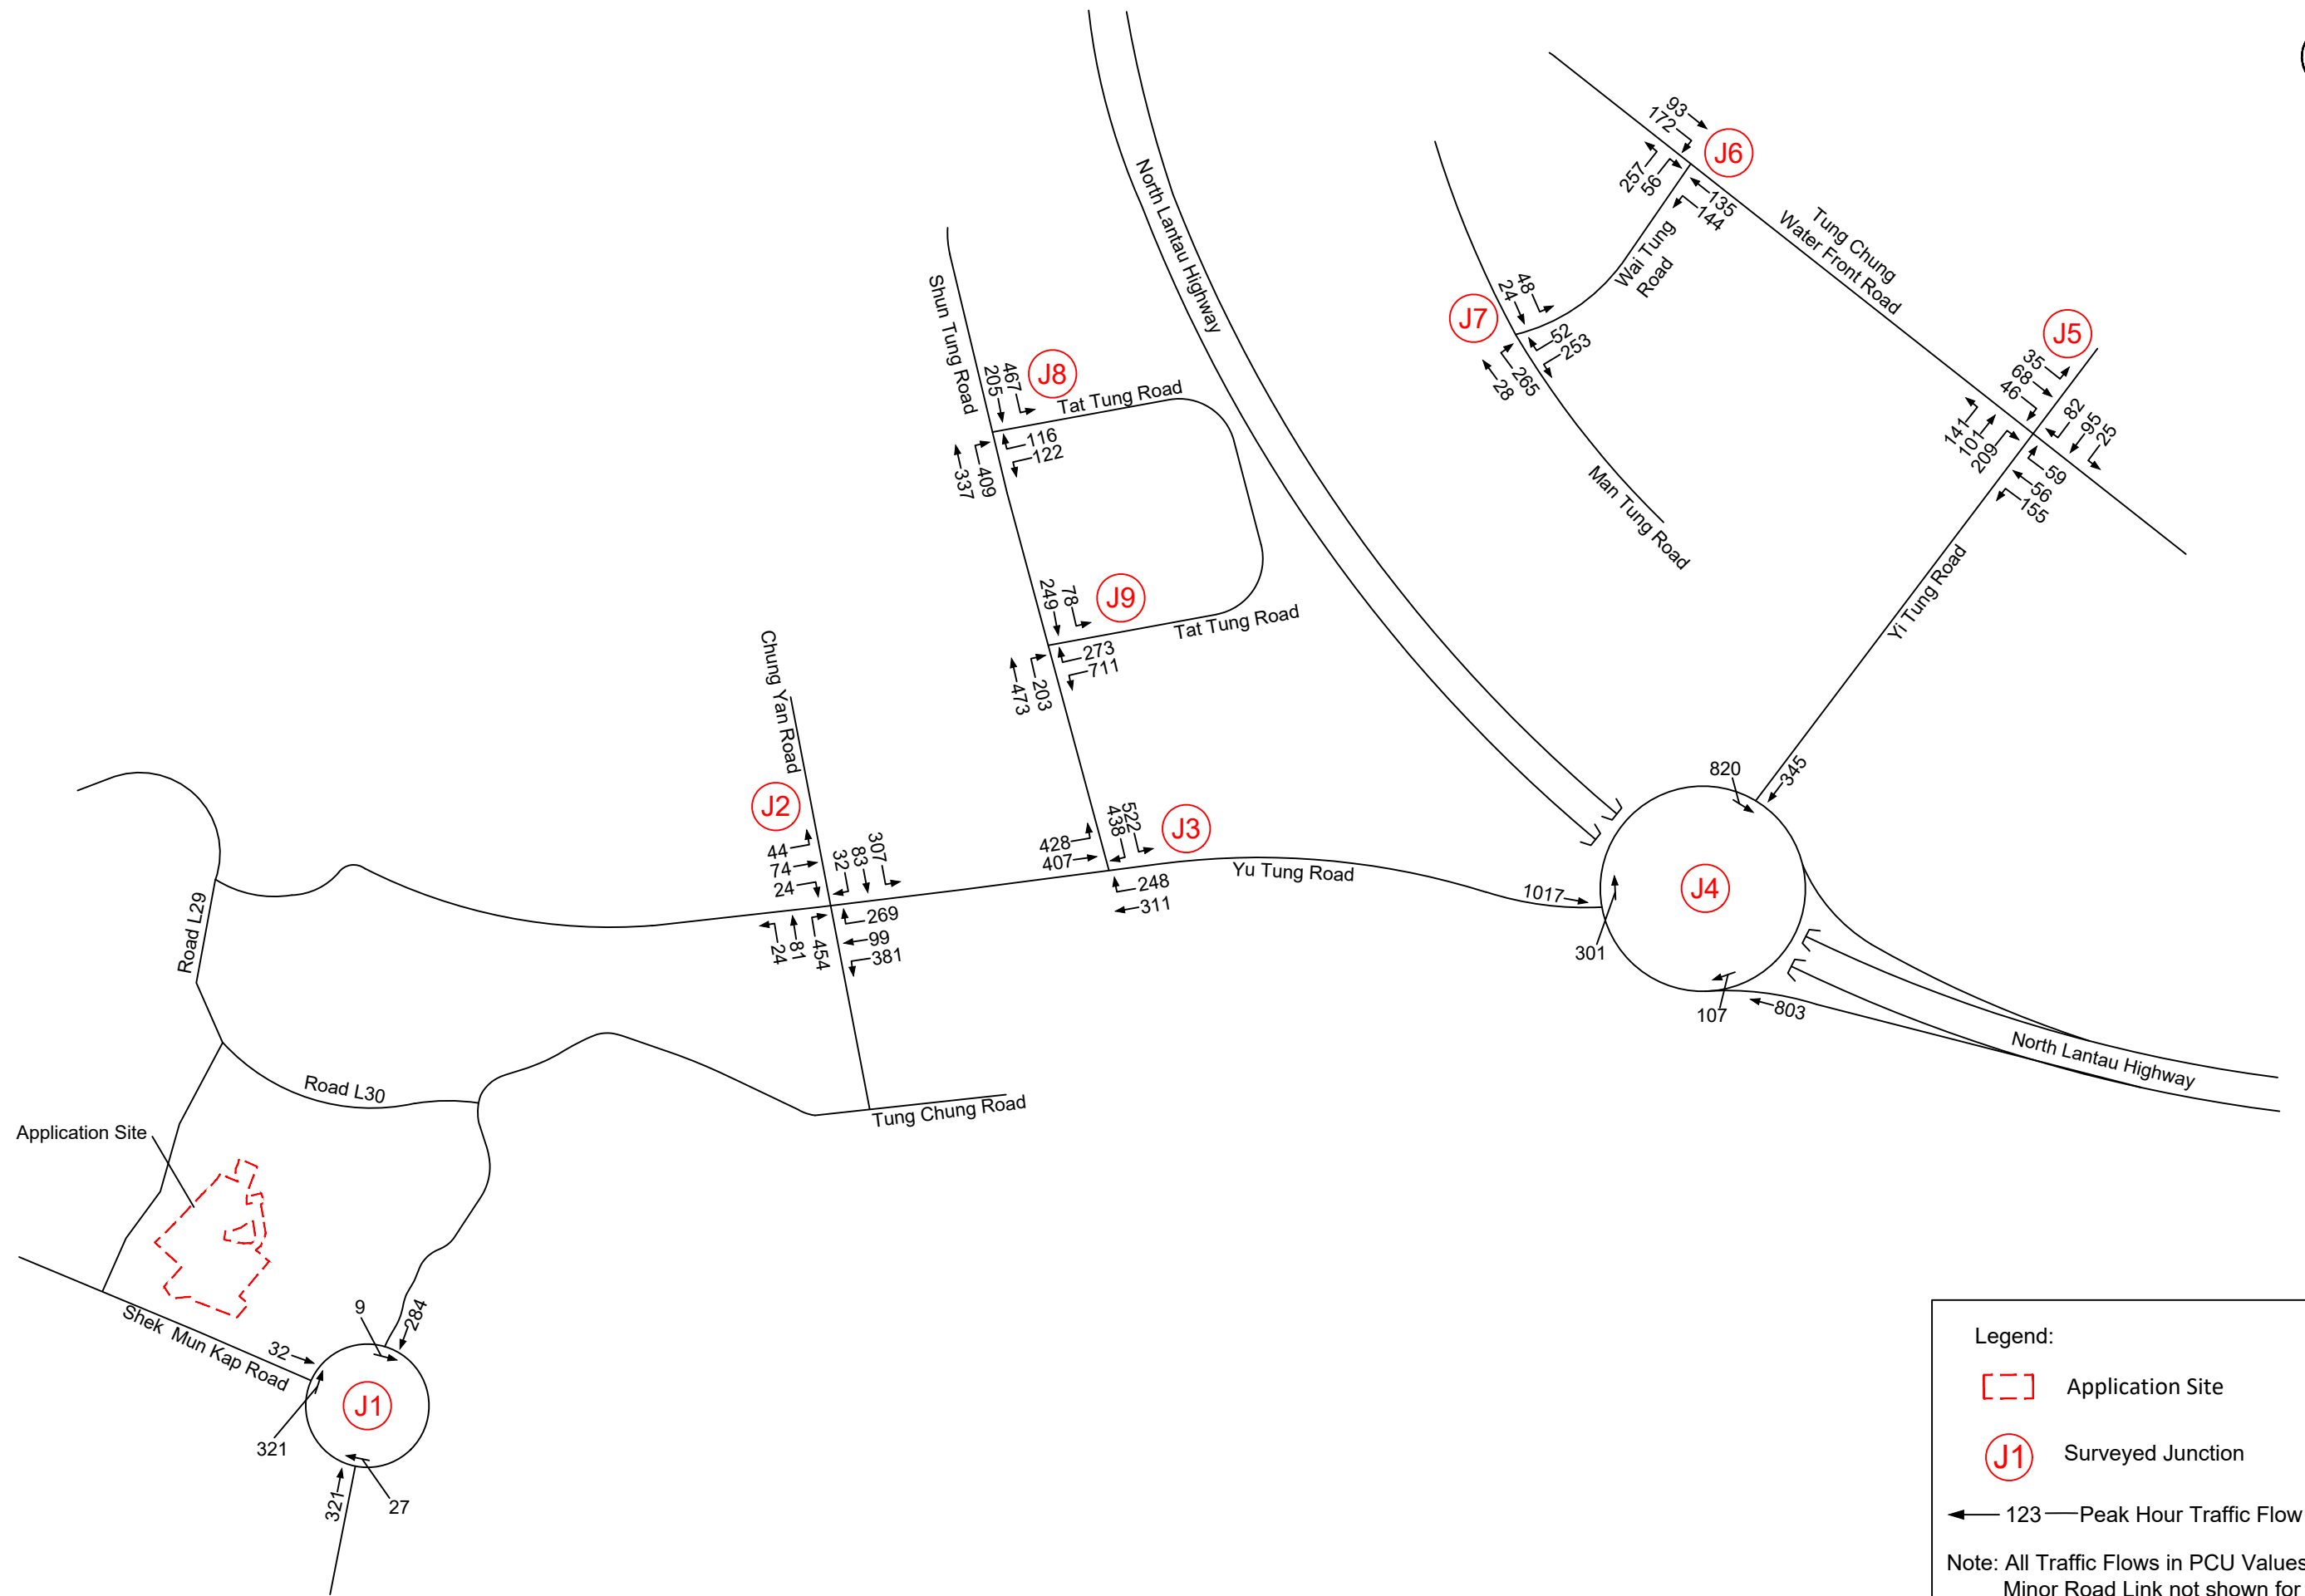 93
172
J6
257
56
135
144
Tung Chung
Water Front Road
Wai Tung
Road
North Lantau Highway
48
24
J7
52
253
265
28
Man Tung Road
J5
35
68
46
82
95
25
141
101
209
59
56
155
Yi Tung Road
Shun Tung Road
467
205
J8
Tat Tung Road
116
122
409
337
249
78
J9
Tat Tung Road
273
711
203
473
Chung Yan Road
J2
44
74
24
32
83
307
269
99
381
24
81
454
428
407
438
522
J3
248
311
Yu Tung Road
820
345
1017
J4
301
107
803
North Lantau Highway
Road L29
Road L30
Tung Chung Road
Application Site
Shek Mun Kap Road
32
9
284
J1
321
321
27
Legend:
Application Site
J1 Surveyed Junction
123 Peak Hour Traffic Flow
Note: All Traffic Flows in PCU Values
Minor Road Link not shown for